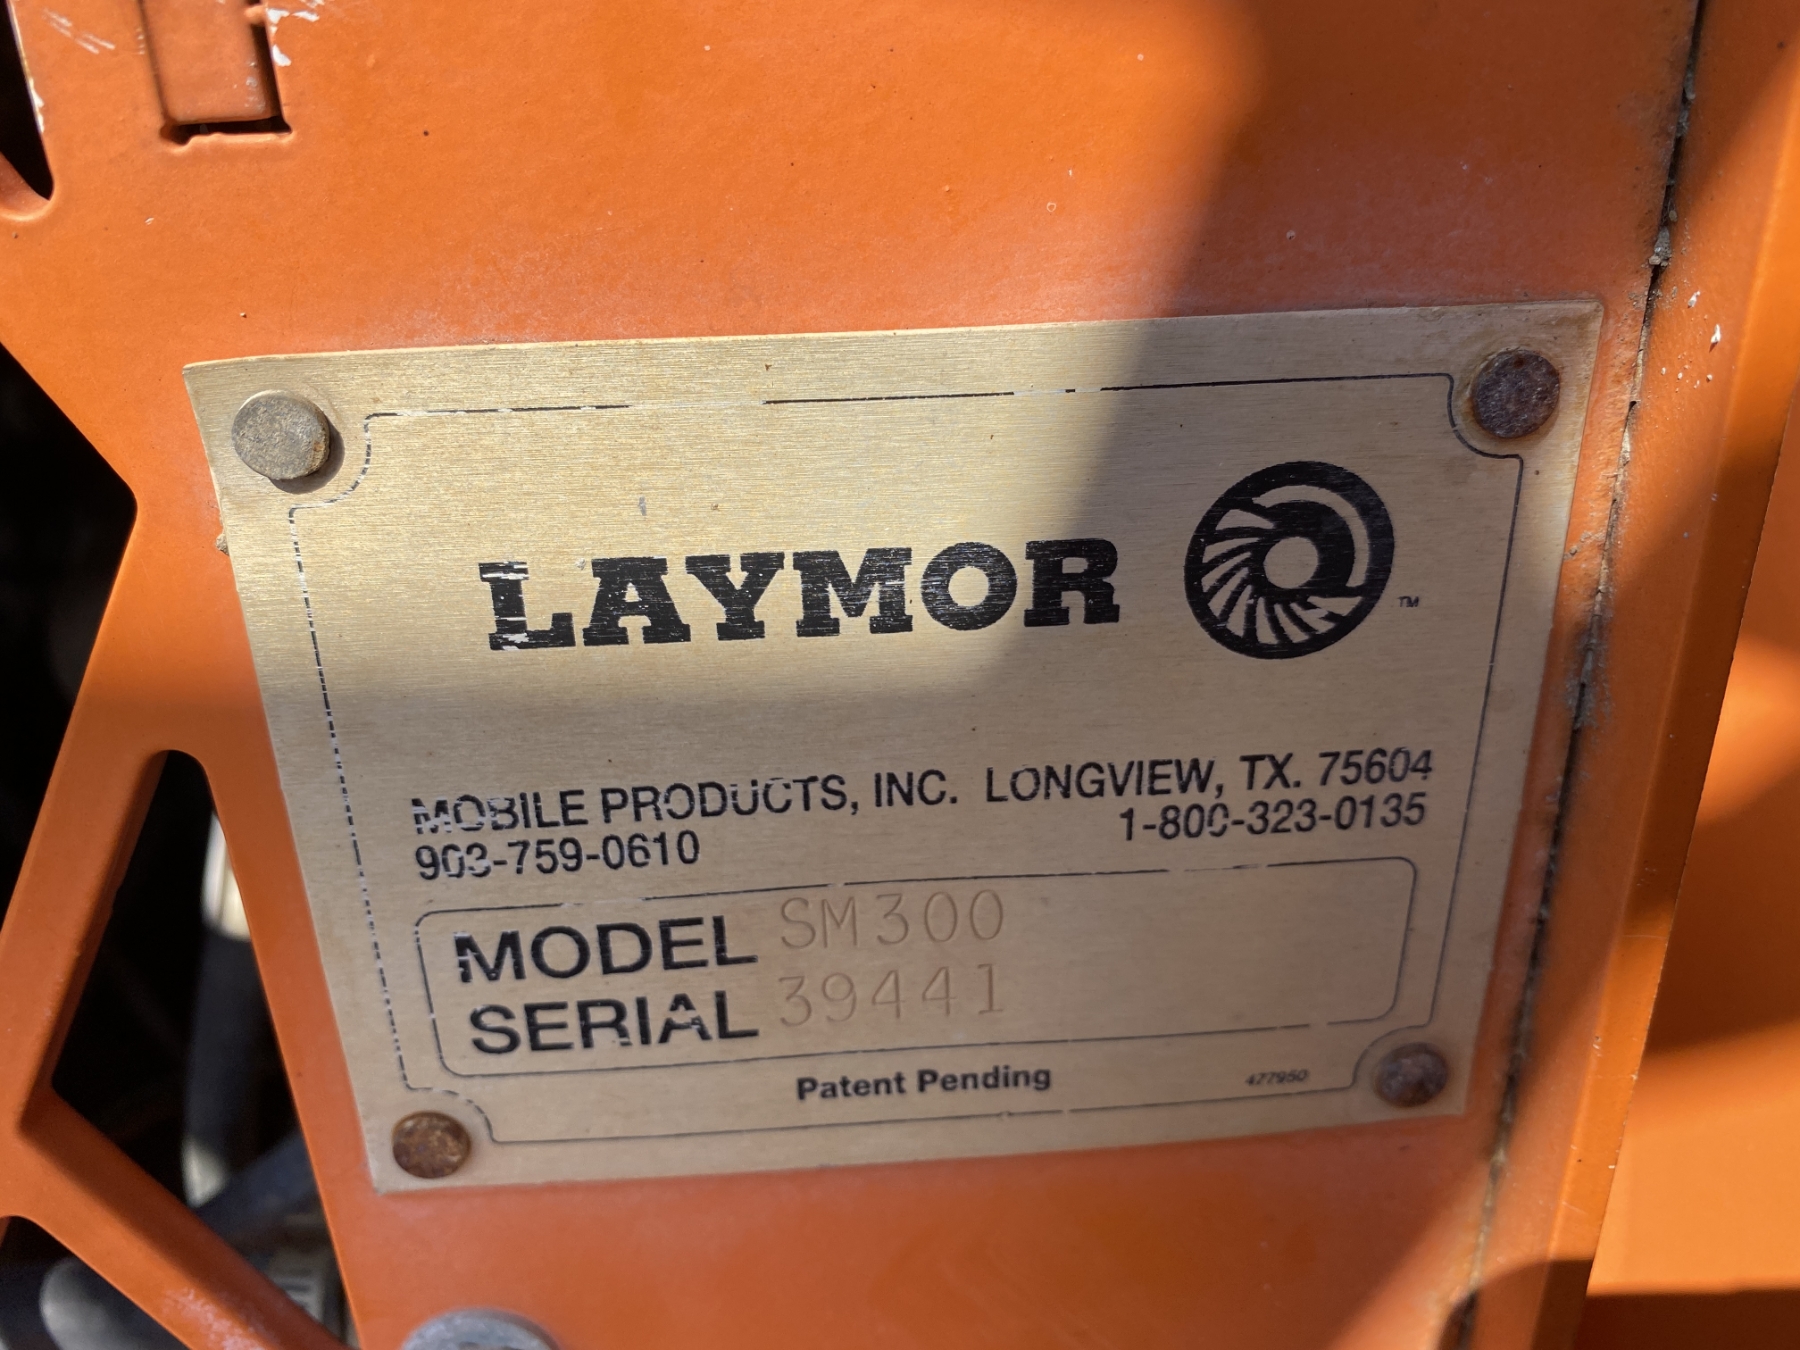 LAYMOR
TM
MOBILE PRODUCTS, INC. LONGVIEW, TX. 75604
903-759-0610 1-800-323-0135
MODEL SM300
SERIAL 39441
Patent Pending 477950